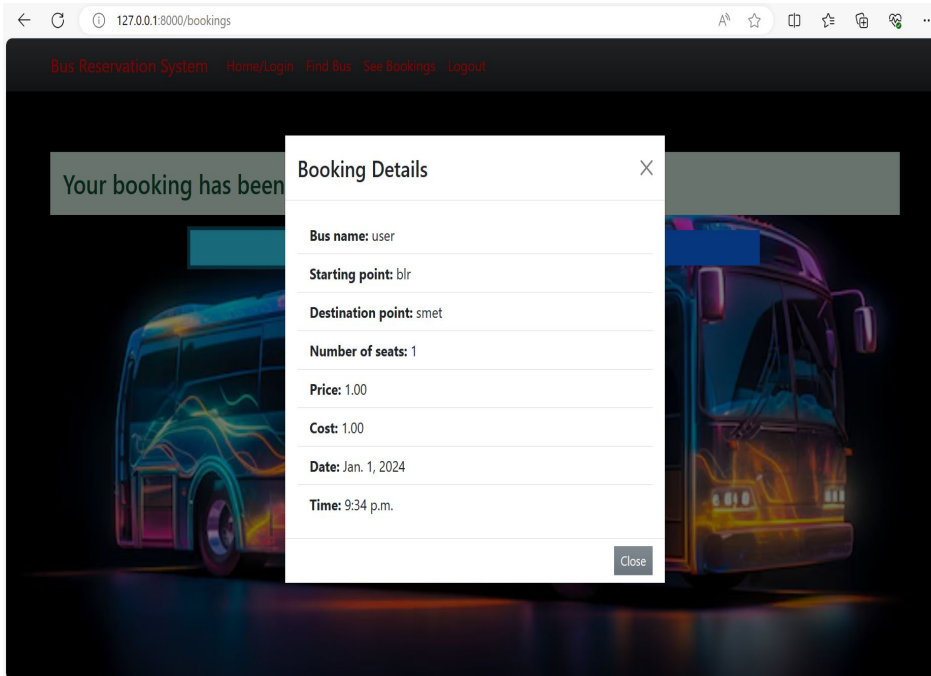 127.0.0.1:8000/bookings
Bus Reservation System Home/Login Find Bus See Bookings Logout
Your booking has been
Booking Details
Bus name: user
Starting point: blr
Destination point: smet
Number of seats: 1
Price: 1.00
Cost: 1.00
Date: Jan. 1, 2024
Time: 9:34 p.m.
Close